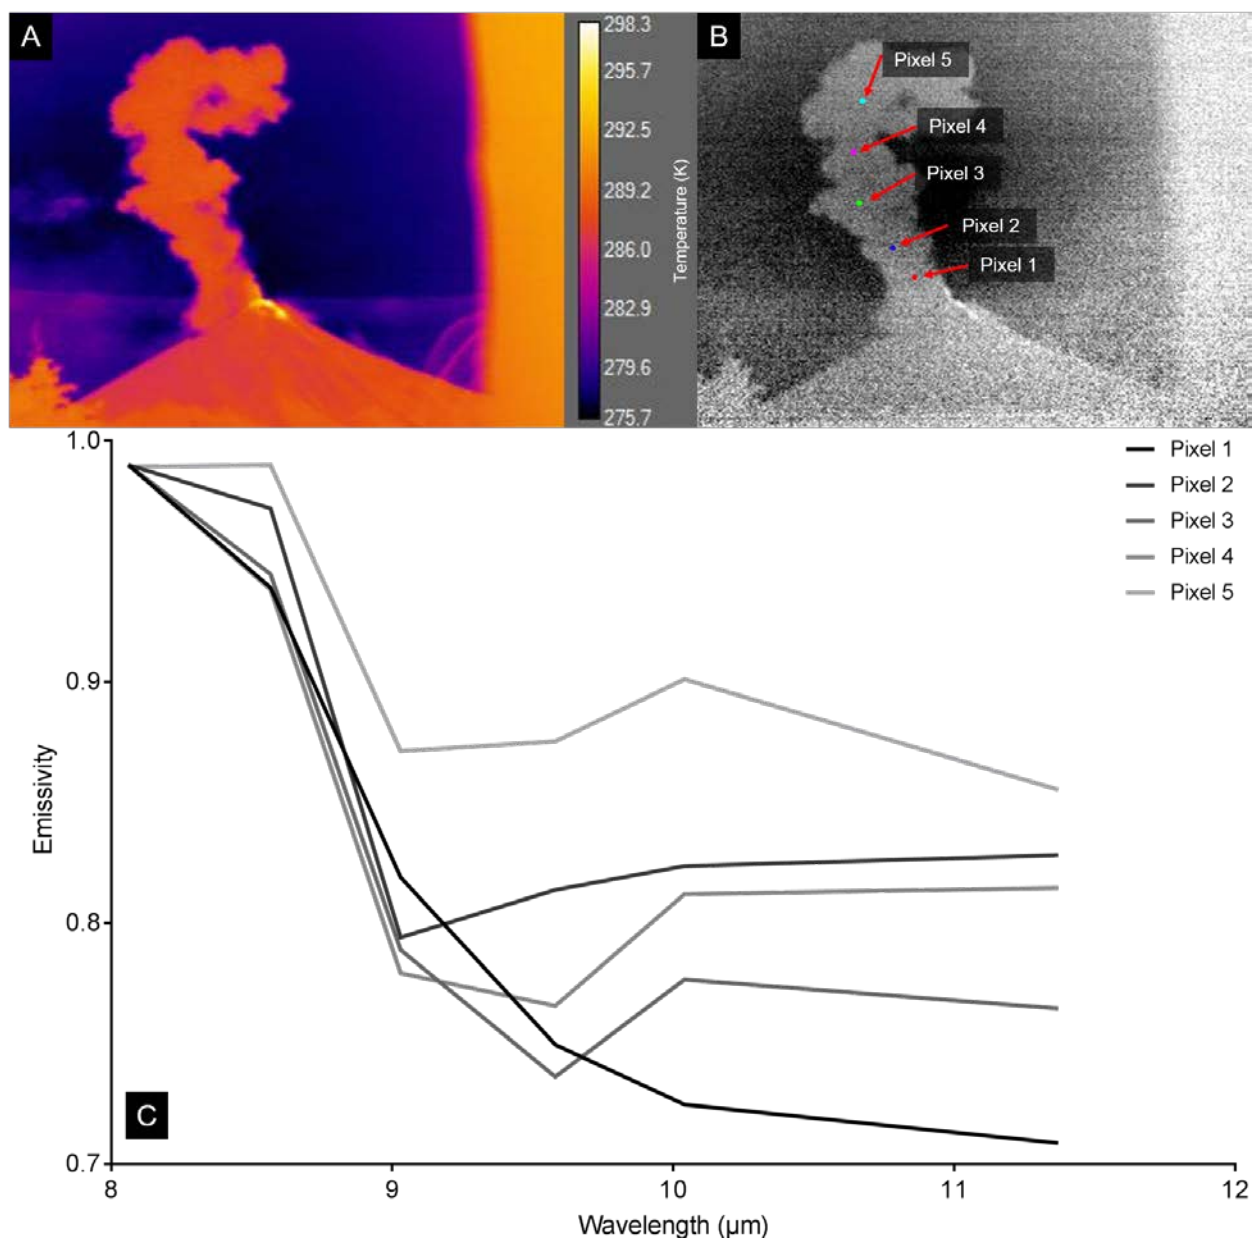 A
298.3
295.7
292.5
289.2
286.0
282.9
279.6
275.7
Temperature (K)
B
Pixel 5
Pixel 4
Pixel 3
Pixel 2
Pixel 1
1.0
0.9
0.8
0.7
Emissivity
C
Pixel 1
Pixel 2
Pixel 3
Pixel 4
Pixel 5
8
9
10
11
12
Wavelength (µm)